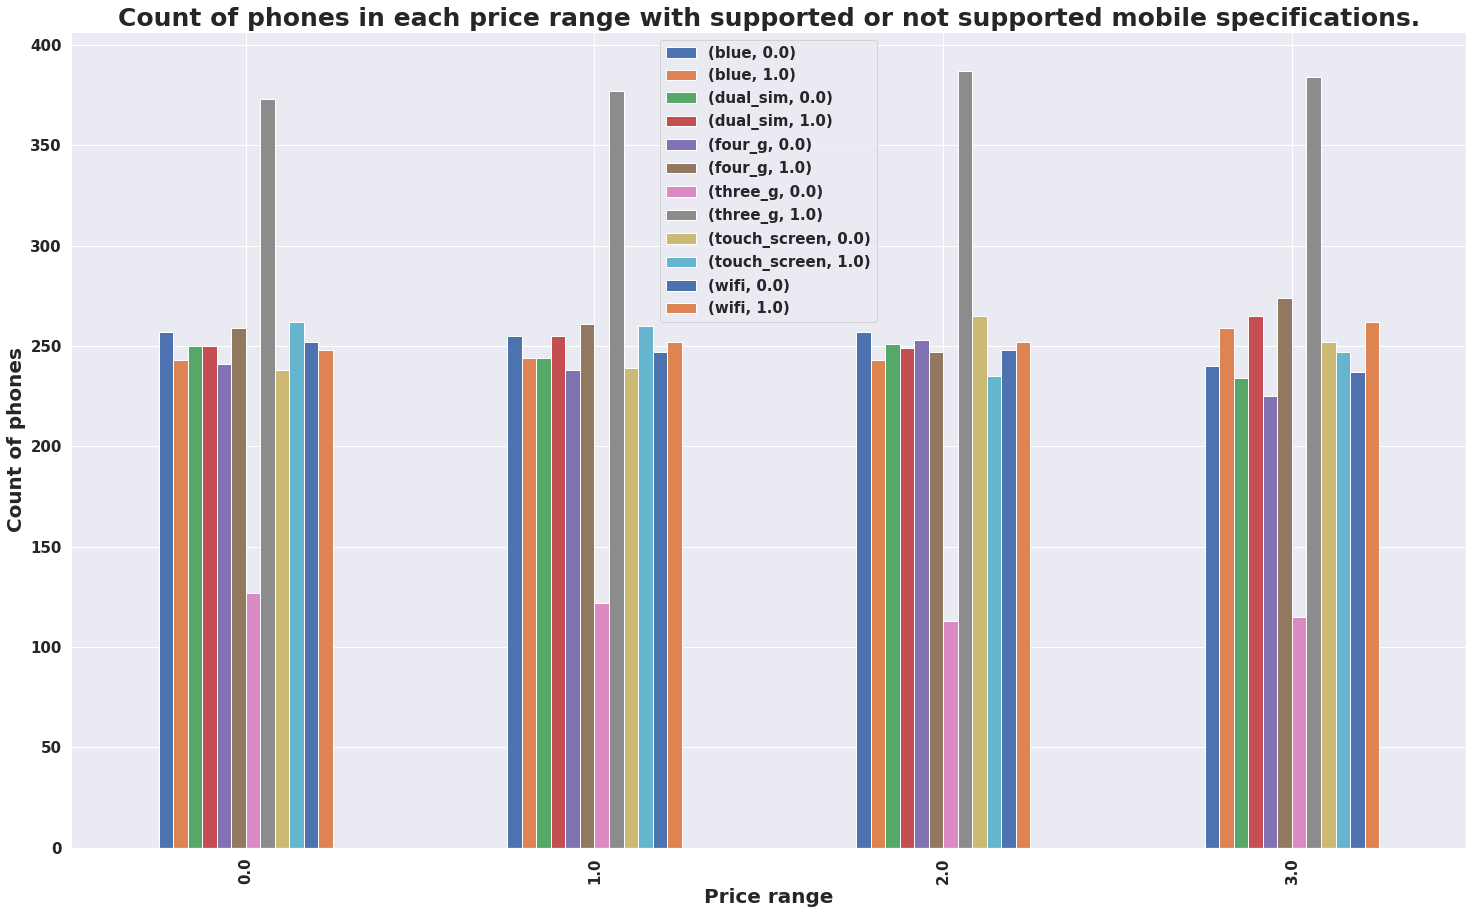 Count of phones in each price range with supported or not supported mobile specifications.
400
350
300
250
200
150
100
50
0
Count of phones
(blue, 0.0)
(blue, 1.0)
(dual_sim, 0.0)
(dual_sim, 1.0)
(four_g, 0.0)
(four_g, 1.0)
(three_g, 0.0)
(three_g, 1.0)
(touch_screen, 0.0)
(touch_screen, 1.0)
(wifi, 0.0)
(wifi, 1.0)
0.0
1.0
2.0
3.0
Price range